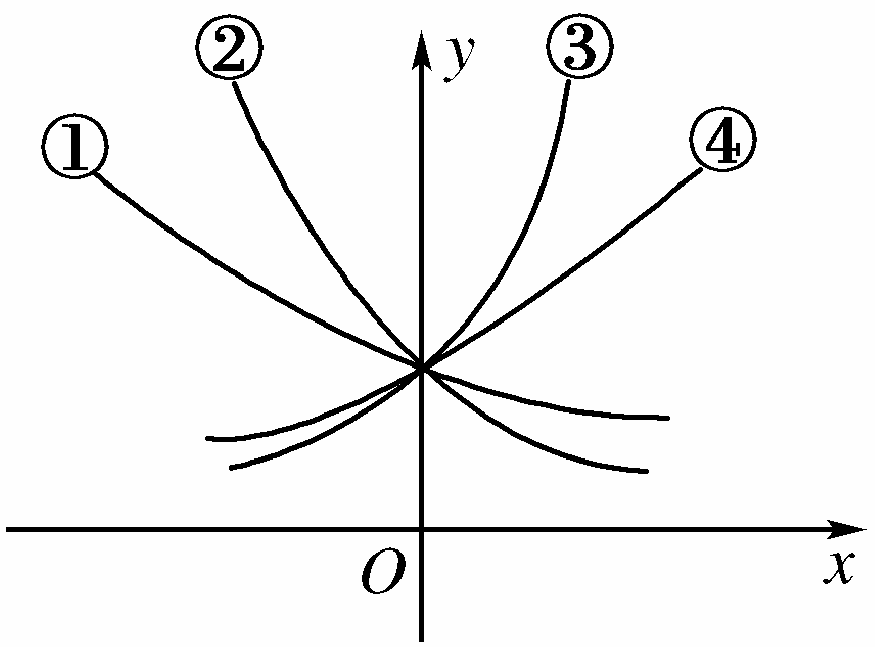 ② y ③
① ④
O x